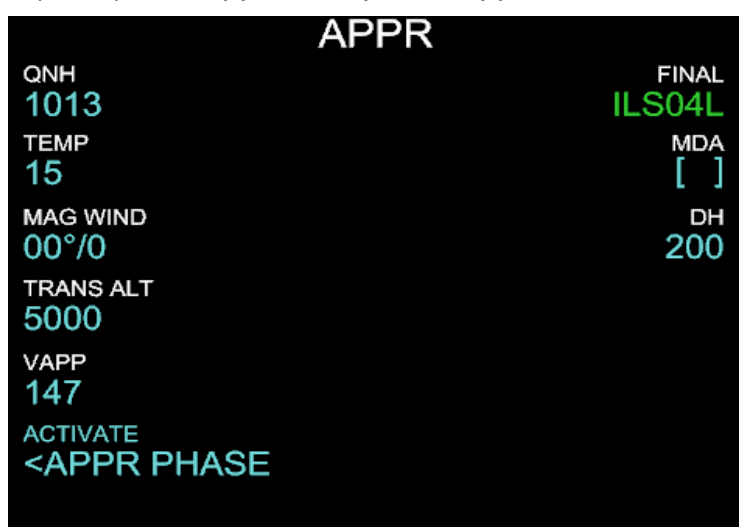 APPR
QNH FINAL
1013 ILS04L
TEMP MDA
15 [ ]
MAG WIND DH
00°/0 200
TRANS ALT
5000
VAPP
147
ACTIVATE
<APPR PHASE